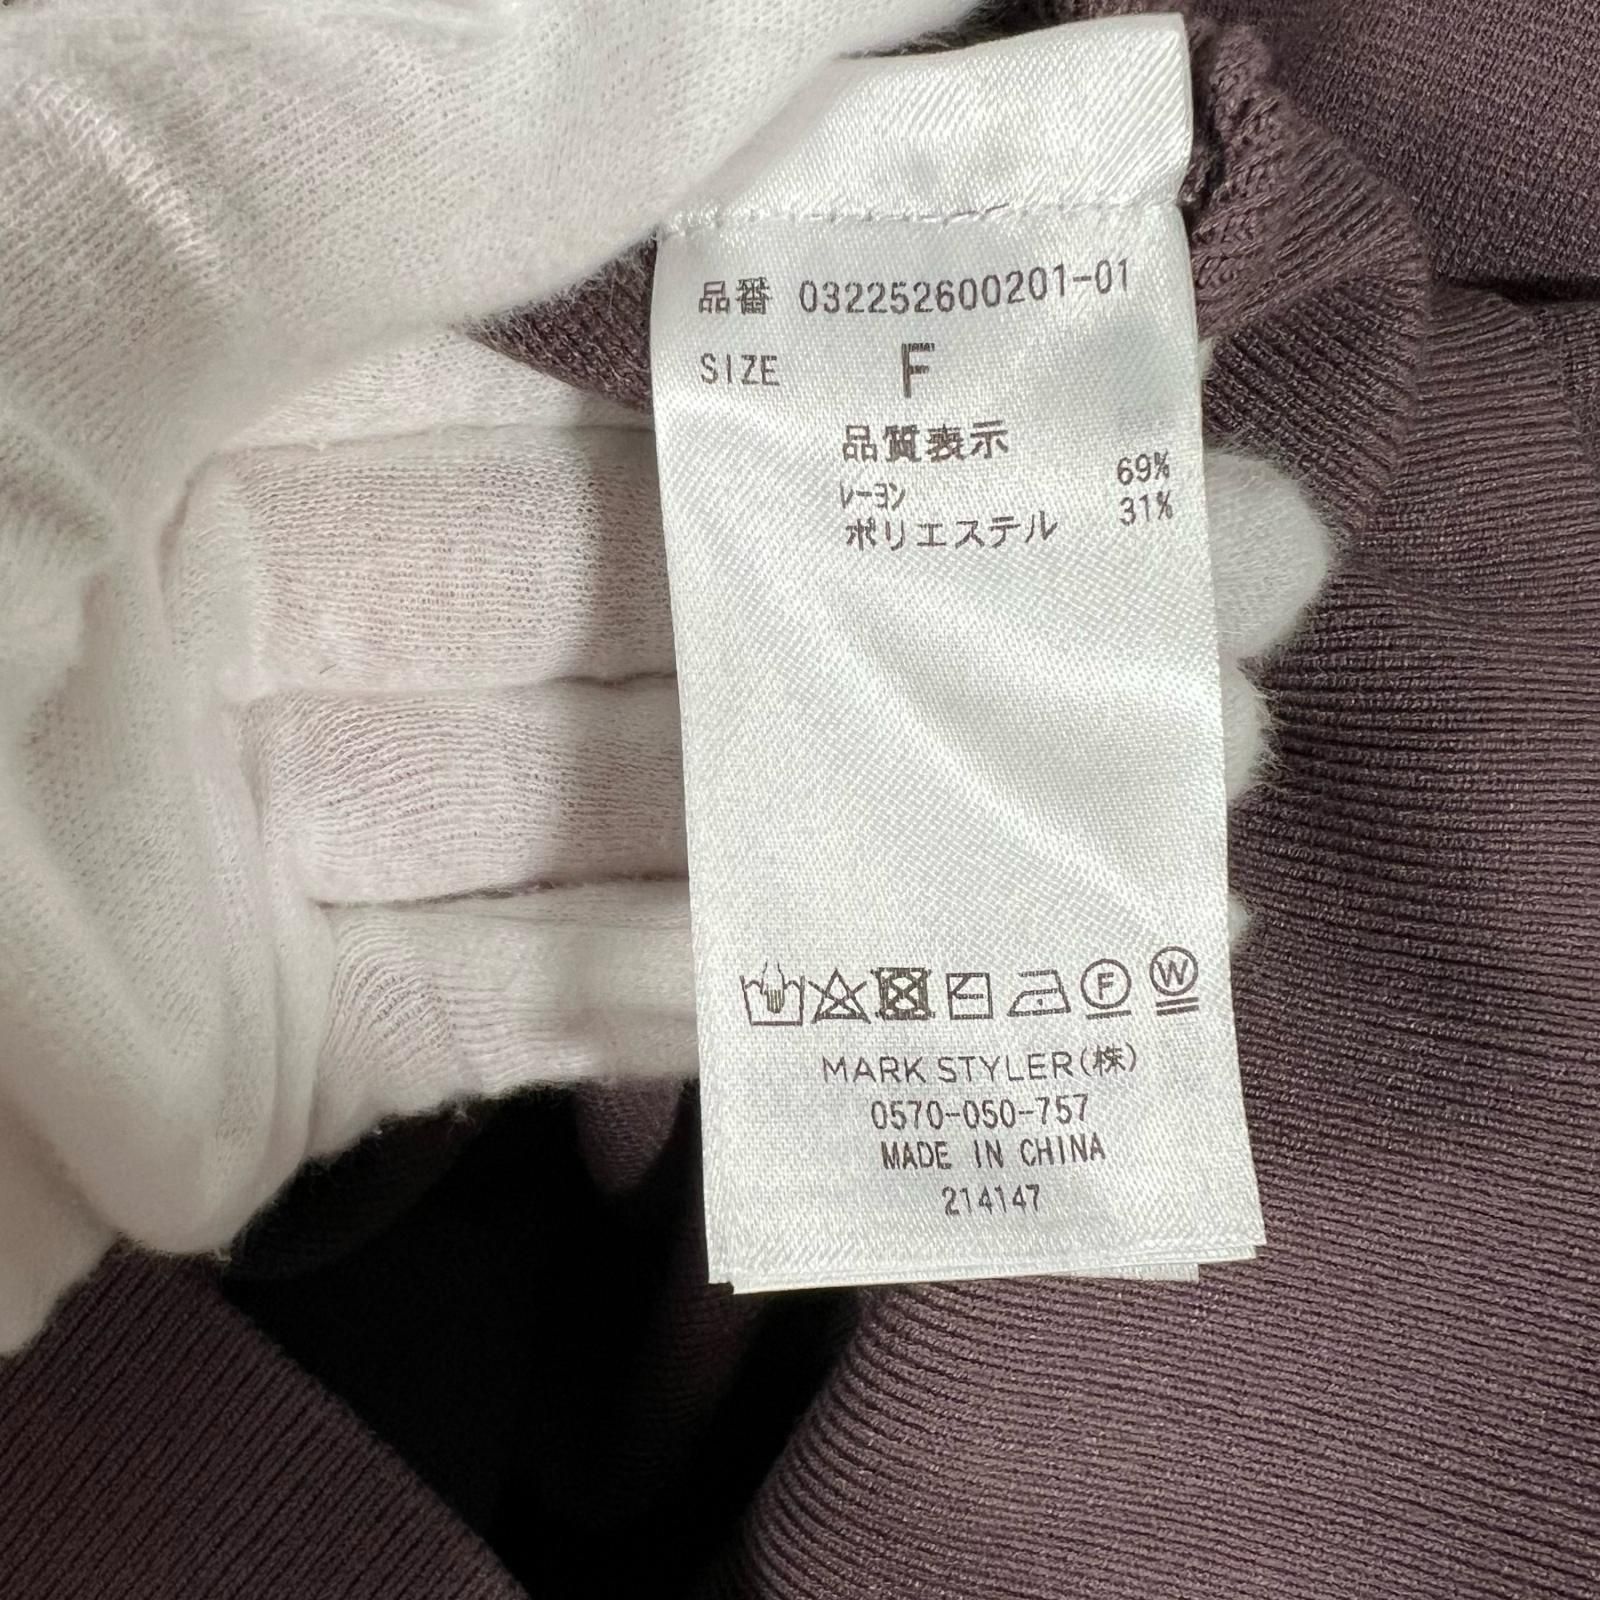 品番 032252600201-01
SIZE F
品質表示
レーヨン 69%
ポリエステル 31%
F W
MARK STYLER(株)
0570-050-757
MADE IN CHINA
214147